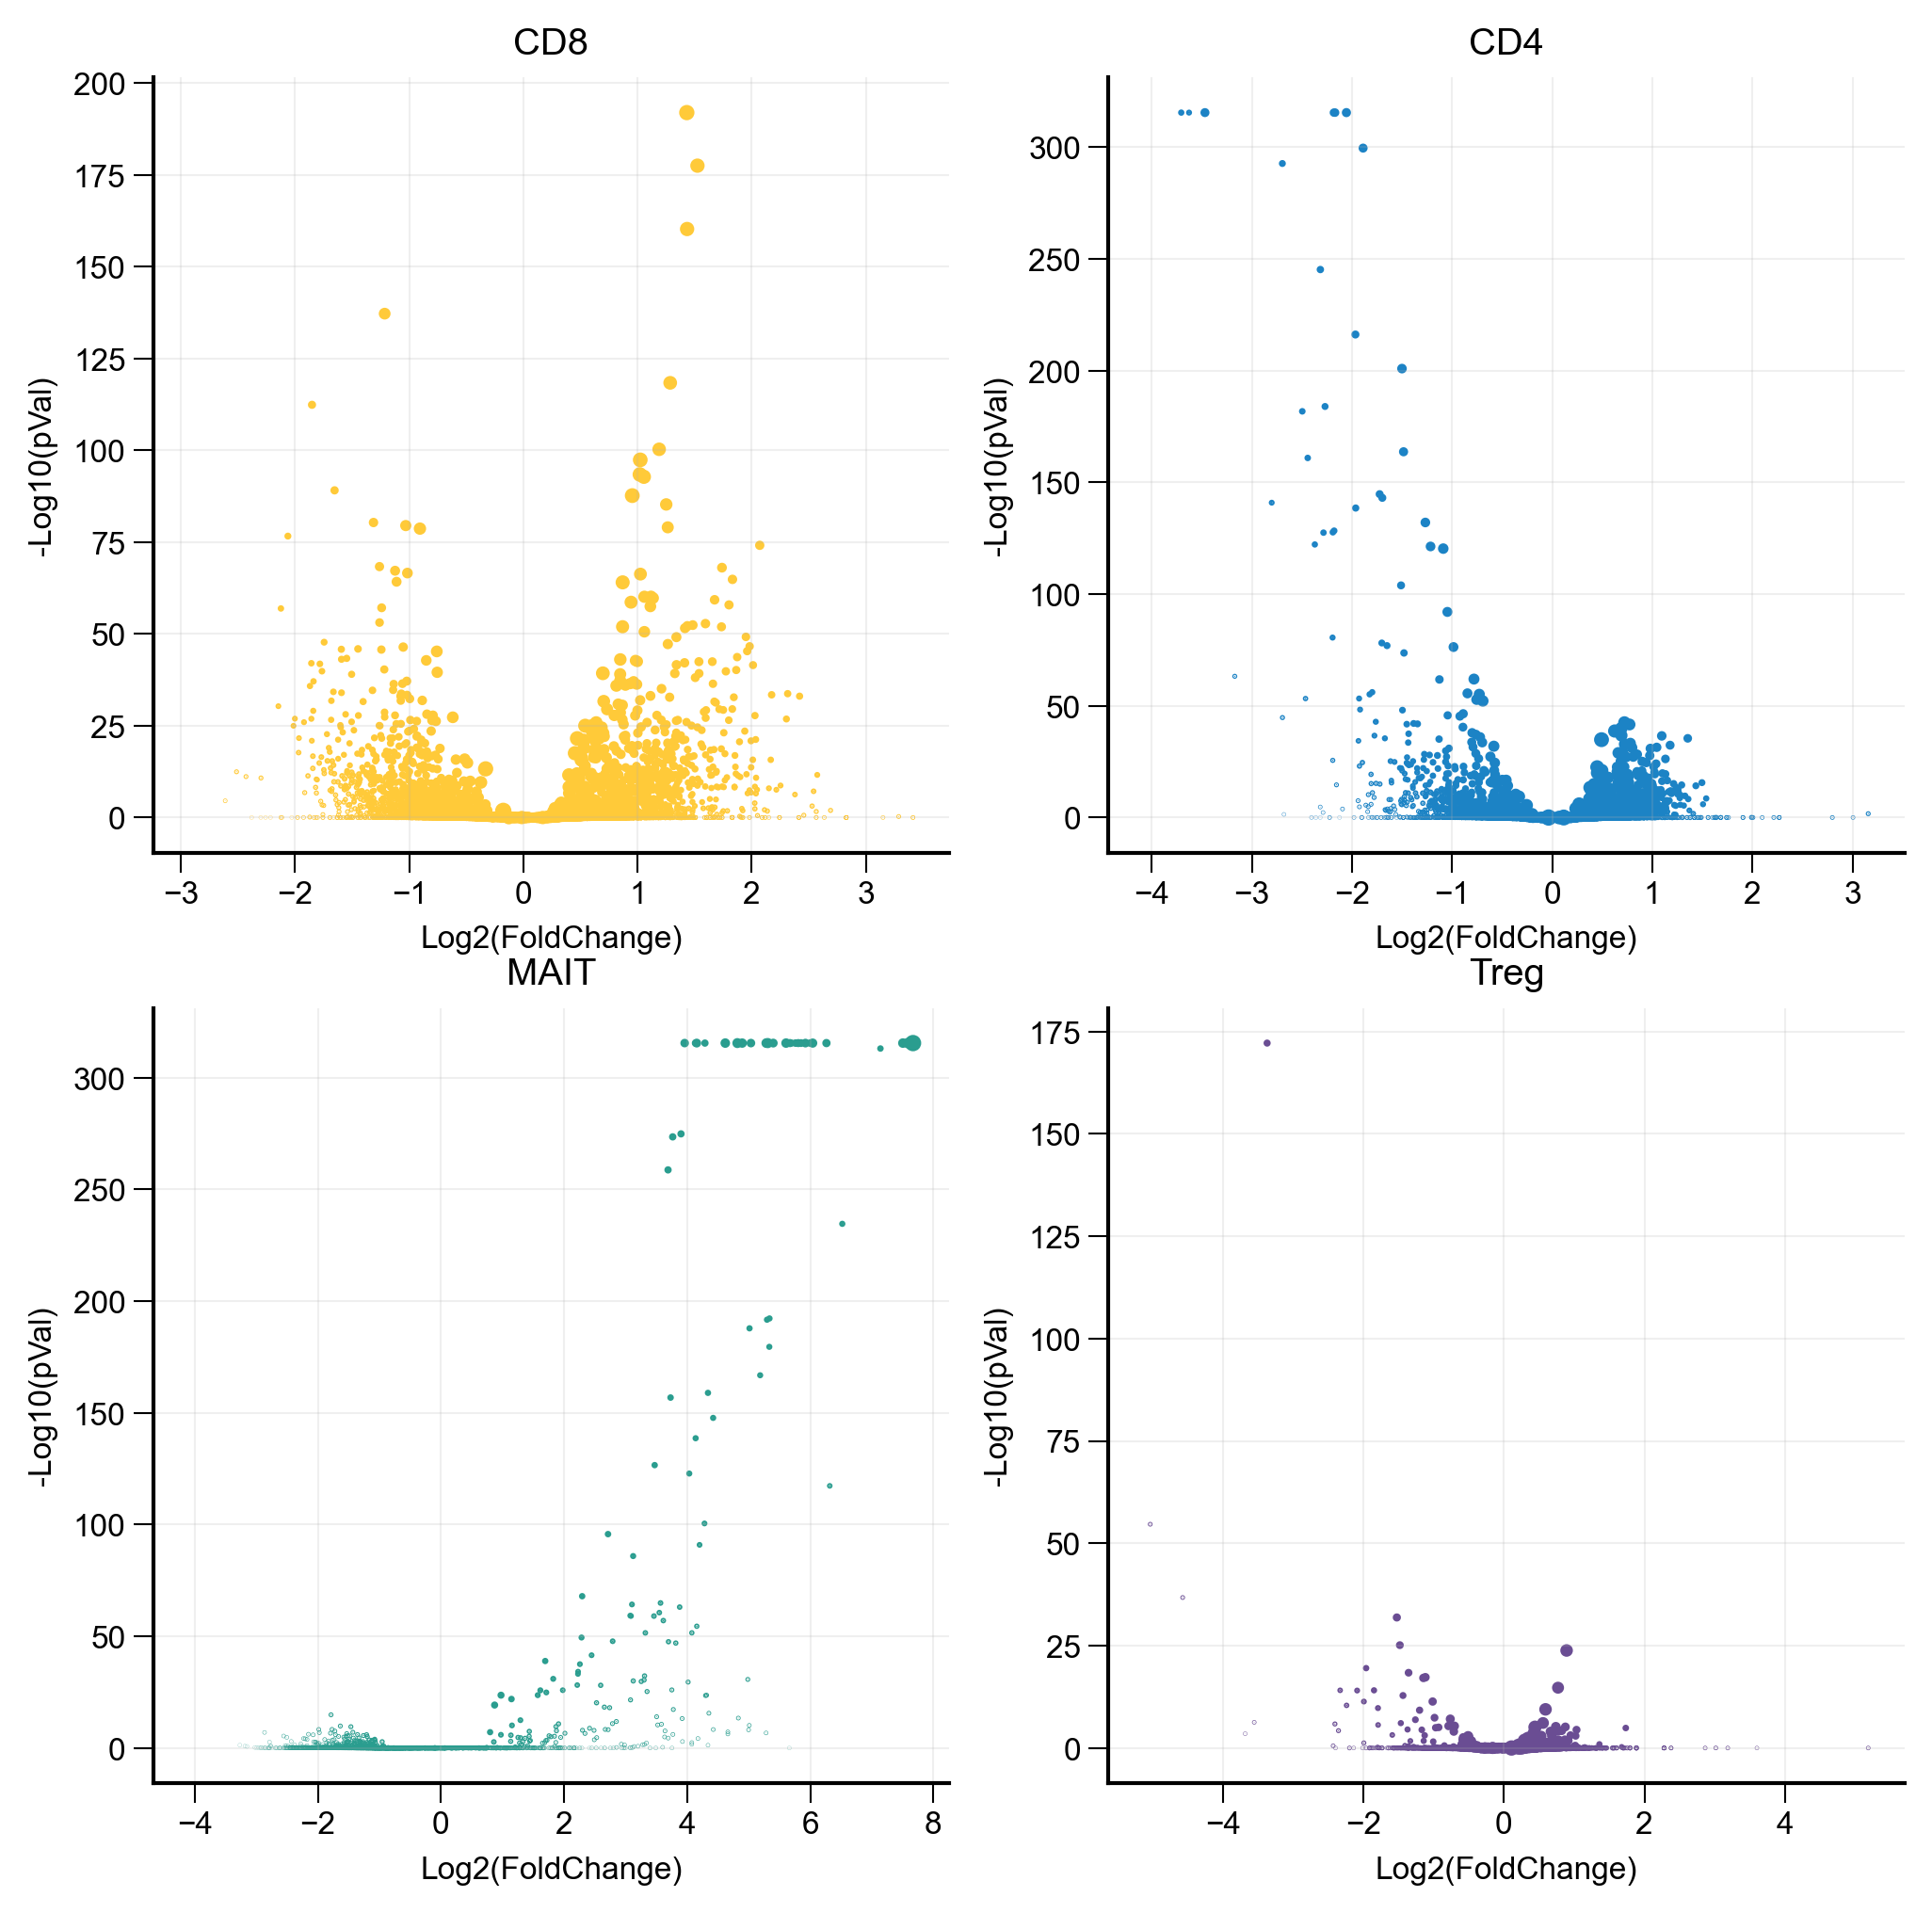 CD8
200
175
150
125
100
75
50
25
0
-Log10(pVal)
−3 −2 −1 0 1 2 3
Log2(FoldChange)
CD4
300
250
200
150
100
50
0
-Log10(pVal)
−4 −3 −2 −1 0 1 2 3
Log2(FoldChange)
MAIT
300
250
200
150
100
50
0
-Log10(pVal)
−4 −2 0 2 4 6 8
Log2(FoldChange)
Treg
175
150
125
100
75
50
25
0
-Log10(pVal)
−4 −2 0 2 4
Log2(FoldChange)